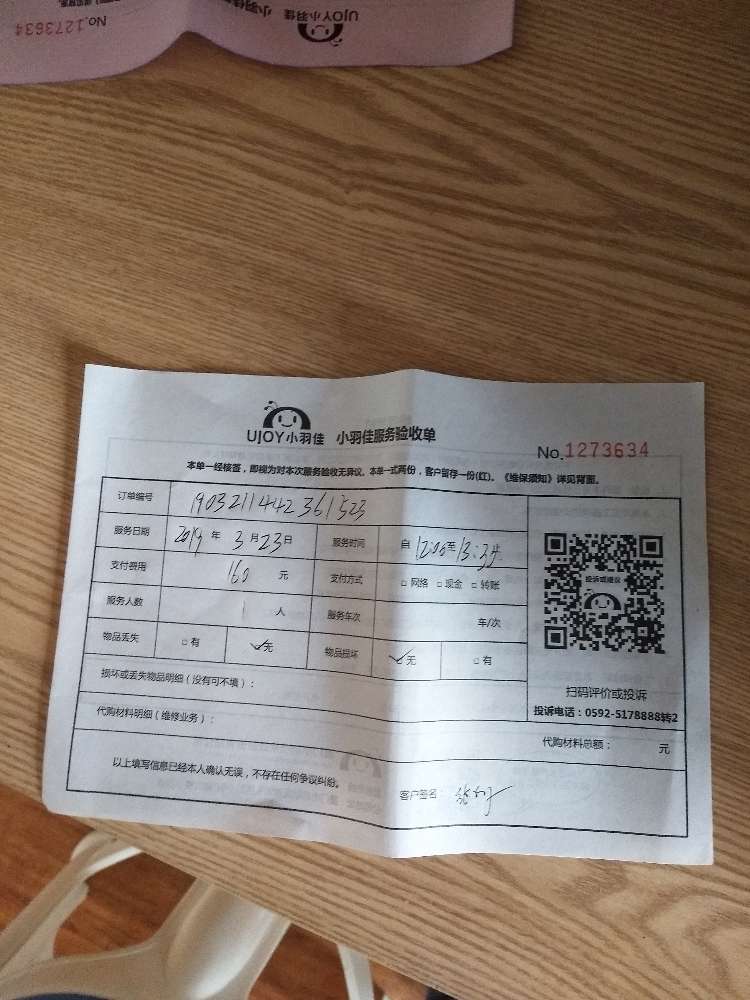 No.1273634
小羽佳
UJOY小羽佳
UJOY小羽佳 小羽佳服务验收单
No.1273634
本单一经核签，即视为对本次服务验收无异议。本单一式两份，客户留存一份(红)。《维保须知》详见背面。
订单编号 1903211442361523
服务日期 2019 年 3 月 23 日 服务时间 自 12:00 至 13:34
支付费用 160 元 支付方式 □ 网络 □ 现金 □ 转账
服务人数 1 人 服务车次 车/次
物品丢失 □ 有 ✓无 物品损坏 ✓无 □ 有
损坏或丢失物品明细（没有可不填）：
代购材料明细（维修业务）：
代购材料总额： 元
以上填写信息已经本人确认无误，不存在任何争议纠纷。
客户签名：
投诉或建议
扫码评价或投诉
投诉电话：0592-5178888转2